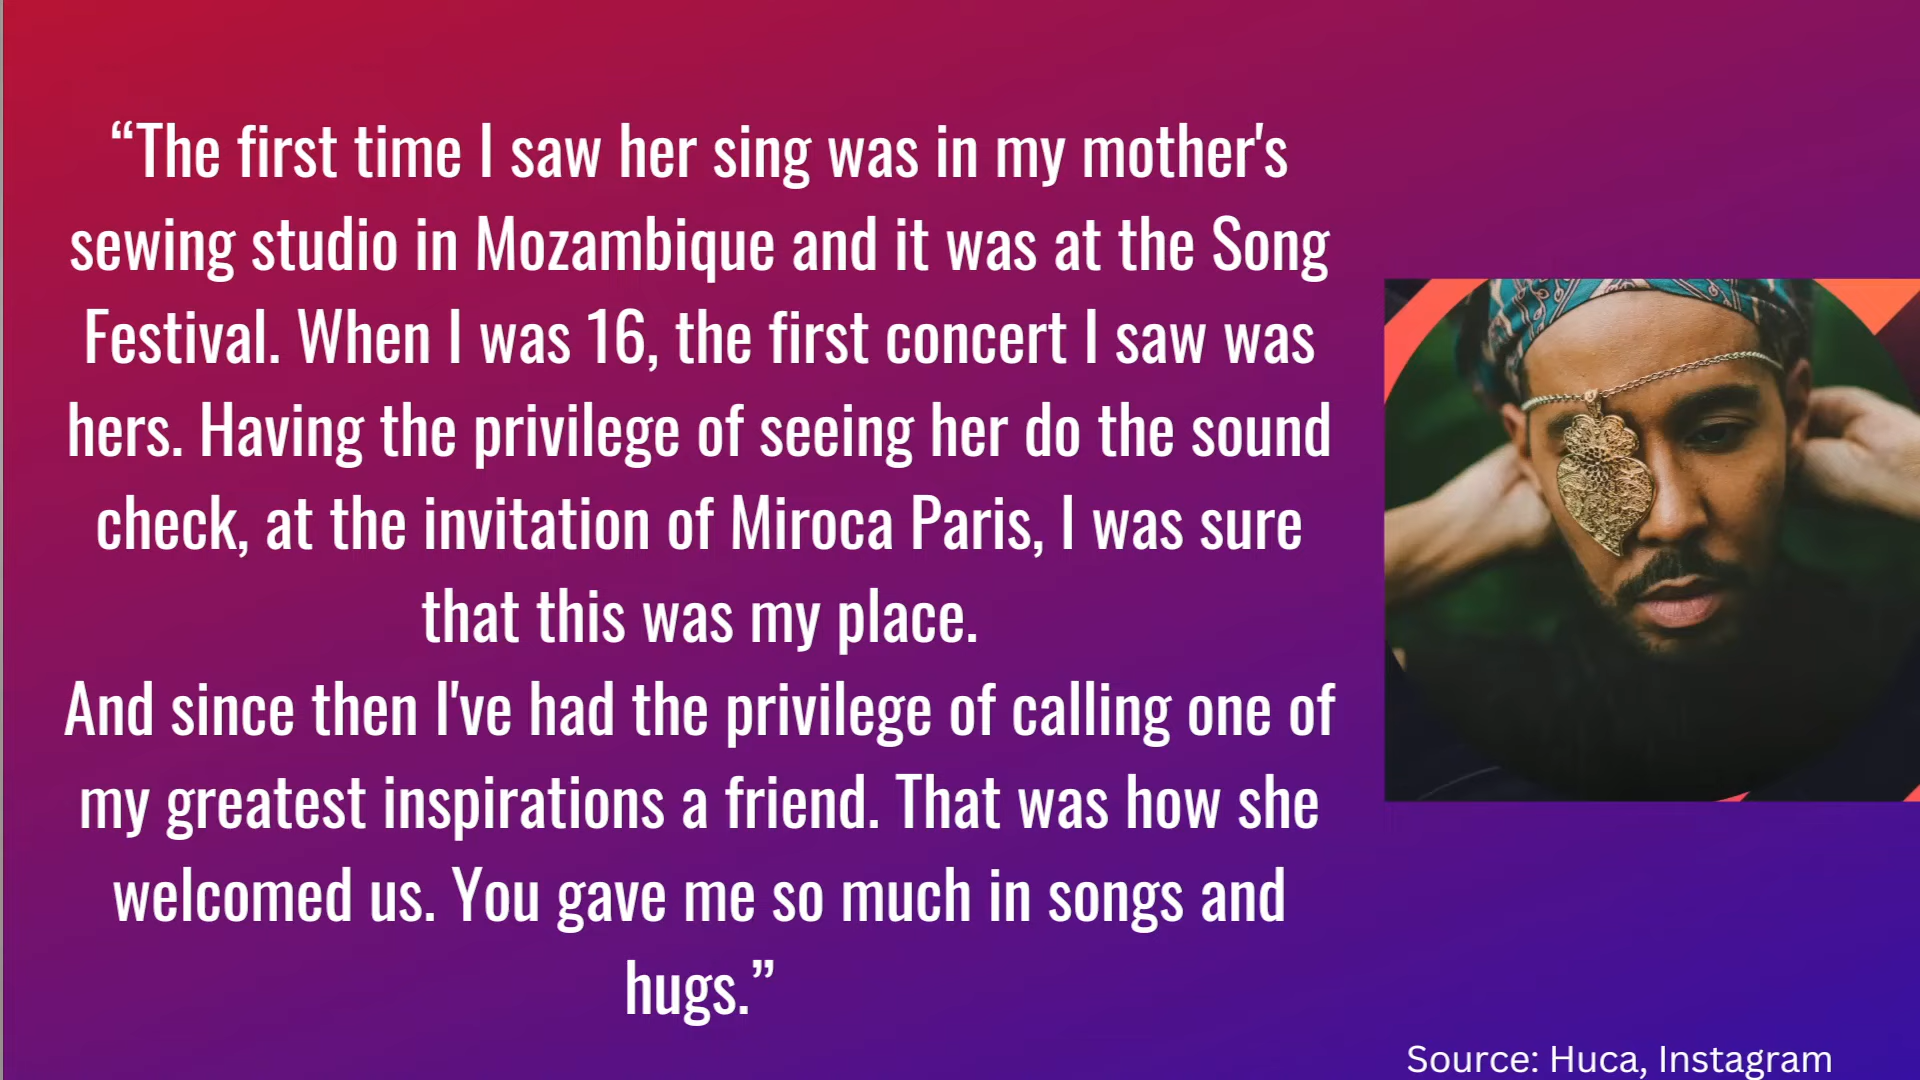 “The first time I saw her sing was in my mother's
sewing studio in Mozambique and it was at the Song
Festival. When I was 16, the first concert I saw was
hers. Having the privilege of seeing her do the sound
check, at the invitation of Miroca Paris, I was sure
that this was my place.
And since then I've had the privilege of calling one of
my greatest inspirations a friend. That was how she
welcomed us. You gave me so much in songs and
hugs.”
Source: Huca, Instagram